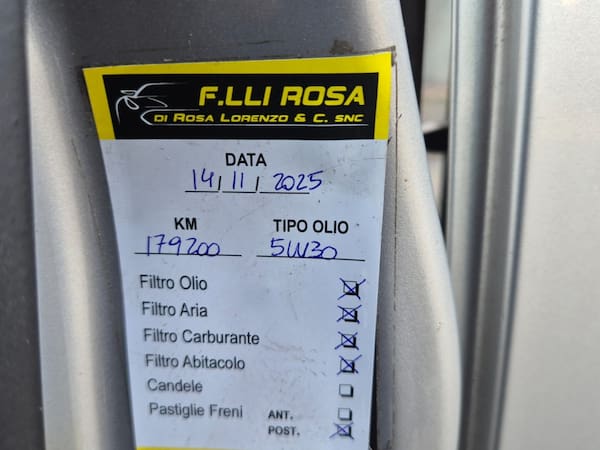 F.LLI ROSA
DI ROSA LORENZO & C. SNC
DATA
14/11/2025
KM TIPO OLIO
179200 5W30
Filtro Olio
Filtro Aria
Filtro Carburante
Filtro Abitacolo
Candele
Pastiglie Freni ANT.
POST.